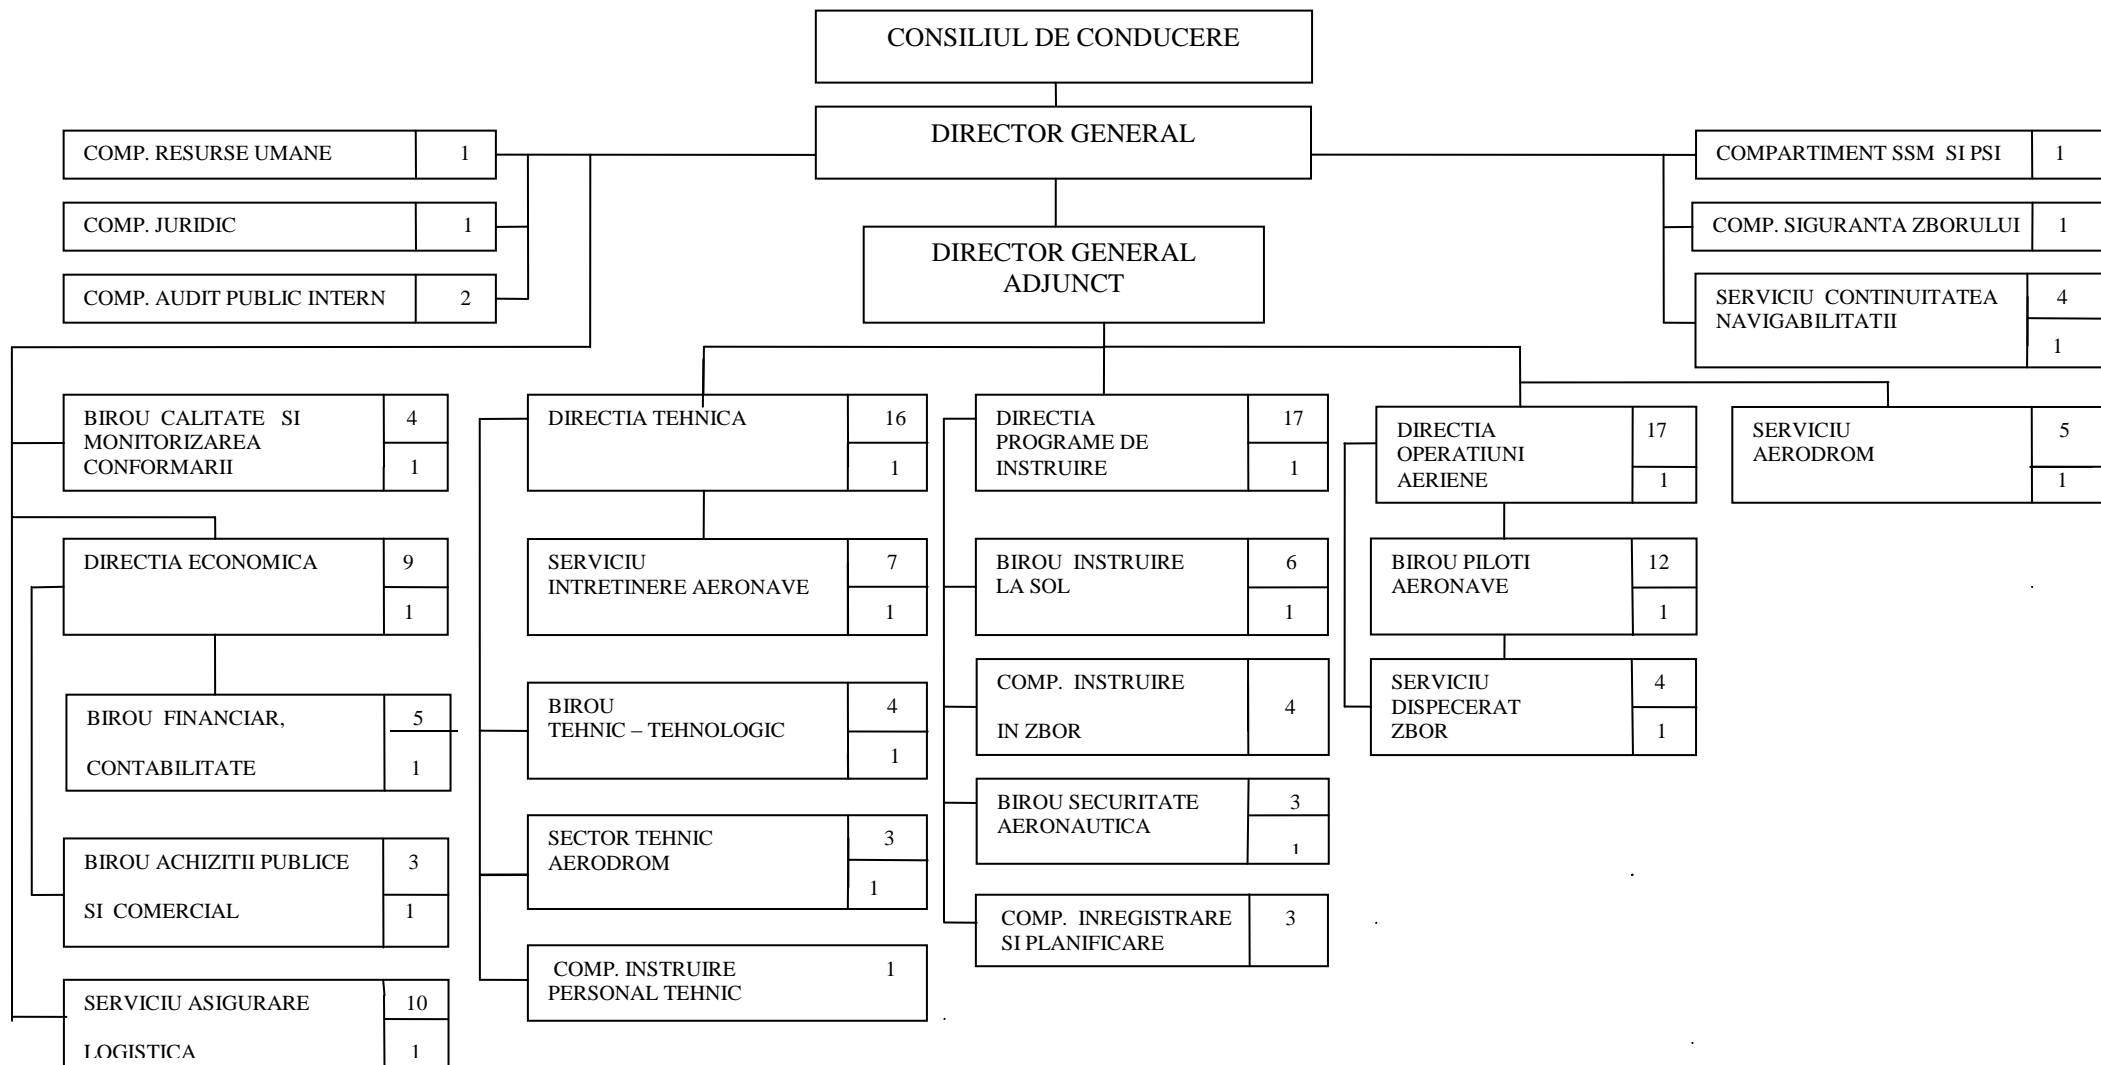 CONSILIUL DE CONDUCERE
DIRECTOR GENERAL
COMP. RESURSE UMANE 1
COMP. JURIDIC 1
COMP. AUDIT PUBLIC INTERN 2
COMPARTIMENT SSM SI PSI 1
COMP. SIGURANTA ZBORULUI 1
SERVICIU CONTINUITATEA 4
NAVIGABILITATII
1
DIRECTOR GENERAL
ADJUNCT
BIROU CALITATE SI 4
MONITORIZAREA
CONFORMARII 1
DIRECTIA ECONOMICA 9
1
BIROU FINANCIAR, 5
CONTABILITATE 1
BIROU ACHIZITII PUBLICE 3
SI COMERCIAL 1
SERVICIU ASIGURARE 10
LOGISTICA 1
DIRECTIA TEHNICA 16
1
SERVICIU 7
INTRETINERE AERONAVE
1
BIROU 4
TEHNIC – TEHNOLOGIC
1
SECTOR TEHNIC 3
AERODROM
1
COMP. INSTRUIRE 1
PERSONAL TEHNIC
DIRECTIA 17
PROGRAME DE
INSTRUIRE 1
BIROU INSTRUIRE 6
LA SOL
1
COMP. INSTRUIRE
4
IN ZBOR
BIROU SECURITATE 3
AERONAUTICA
1
COMP. INREGISTRARE 3
SI PLANIFICARE
DIRECTIA 17
OPERATIUNI
AERIENE 1
BIROU PILOTI 12
AERONAVE
1
SERVICIU 4
DISPECERAT
ZBOR 1
SERVICIU 5
AERODROM
1